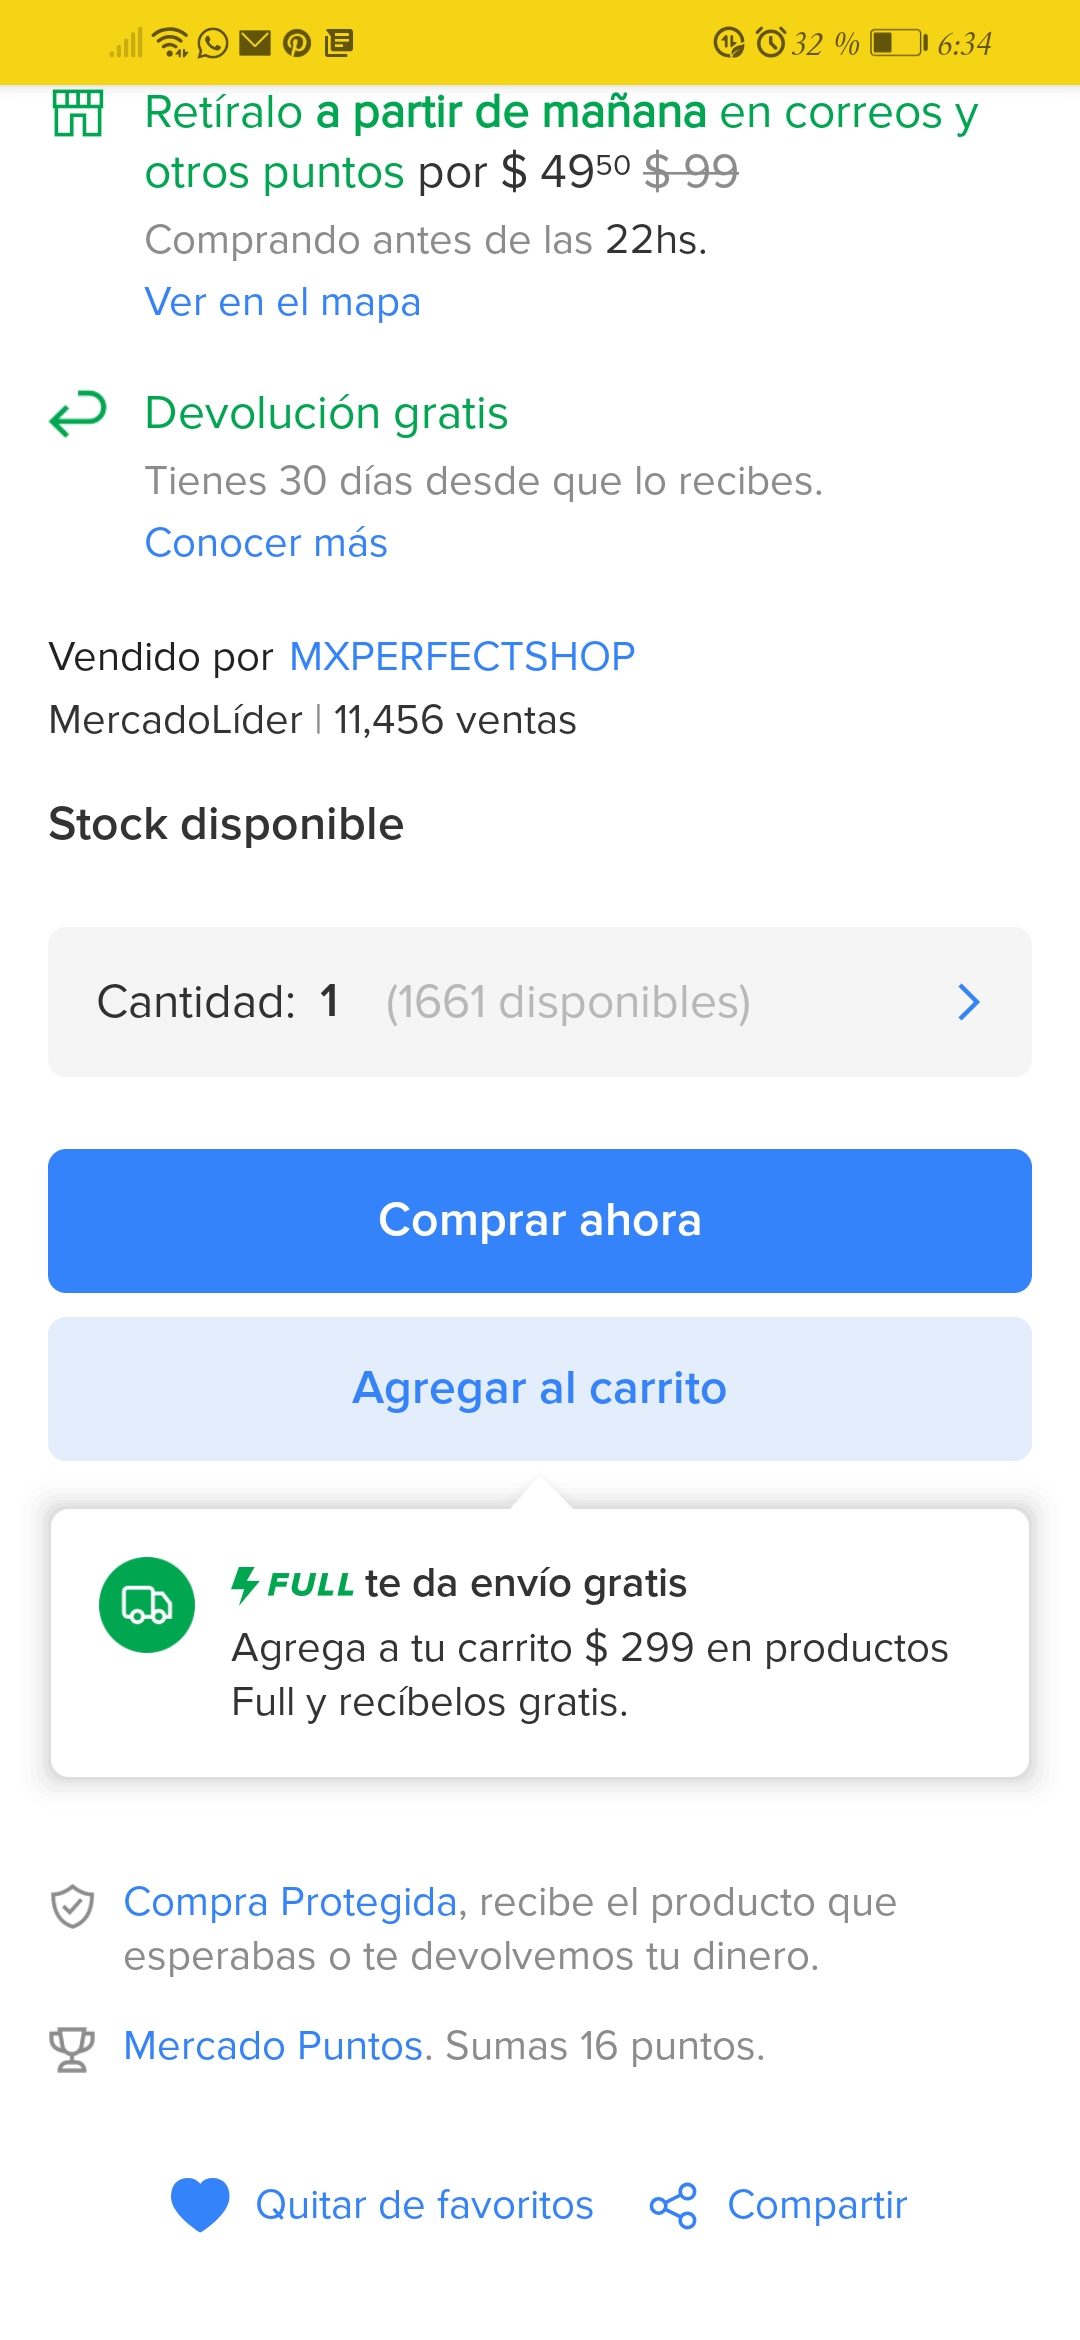 32 % 6:34
Retíralo a partir de mañana en correos y
otros puntos por $ 49⁵⁰ $ 99
Comprando antes de las 22hs.
Ver en el mapa
Devolución gratis
Tienes 30 días desde que lo recibes.
Conocer más
Vendido por MXPERFECTSHOP
MercadoLíder | 11,456 ventas
Stock disponible
Cantidad: 1 (1661 disponibles)
Comprar ahora
Agregar al carrito
FULL te da envío gratis
Agrega a tu carrito $ 299 en productos
Full y recíbelos gratis.
Compra Protegida, recibe el producto que
esperabas o te devolvemos tu dinero.
Mercado Puntos. Sumas 16 puntos.
Quitar de favoritos Compartir